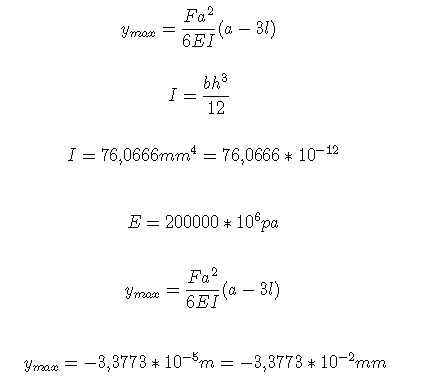 y_{max} = \frac{Fa^2}{6EI}(a - 3l)
I = \frac{bh^3}{12}
I = 76,0666mm^4 = 76,0666 * 10^{-12}
E = 200000 * 10^6 pa
y_{max} = \frac{Fa^2}{6EI}(a - 3l)
y_{max} = -3,3773 * 10^{-5}m = -3,3773 * 10^{-2}mm